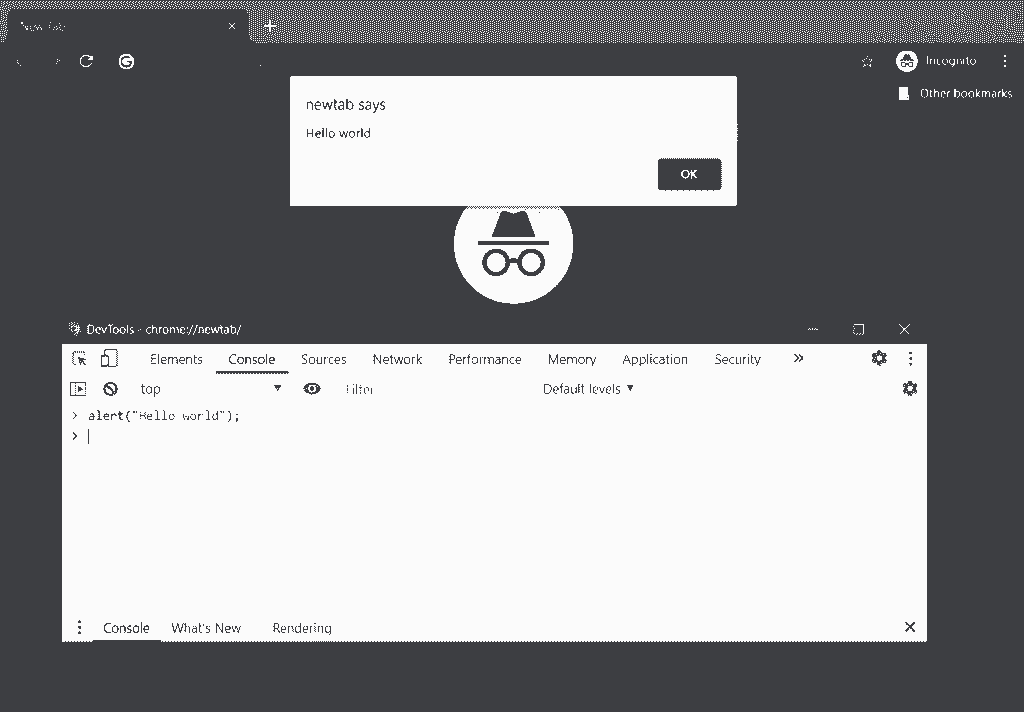 New Tab
Incognito
Other bookmarks
newtab says
Hello world
OK
DevTools - chrome://newtab/
Elements Console Sources Network Performance Memory Application Security
top Filter Default levels
> alert("Hello world");
>
Console What's New Rendering